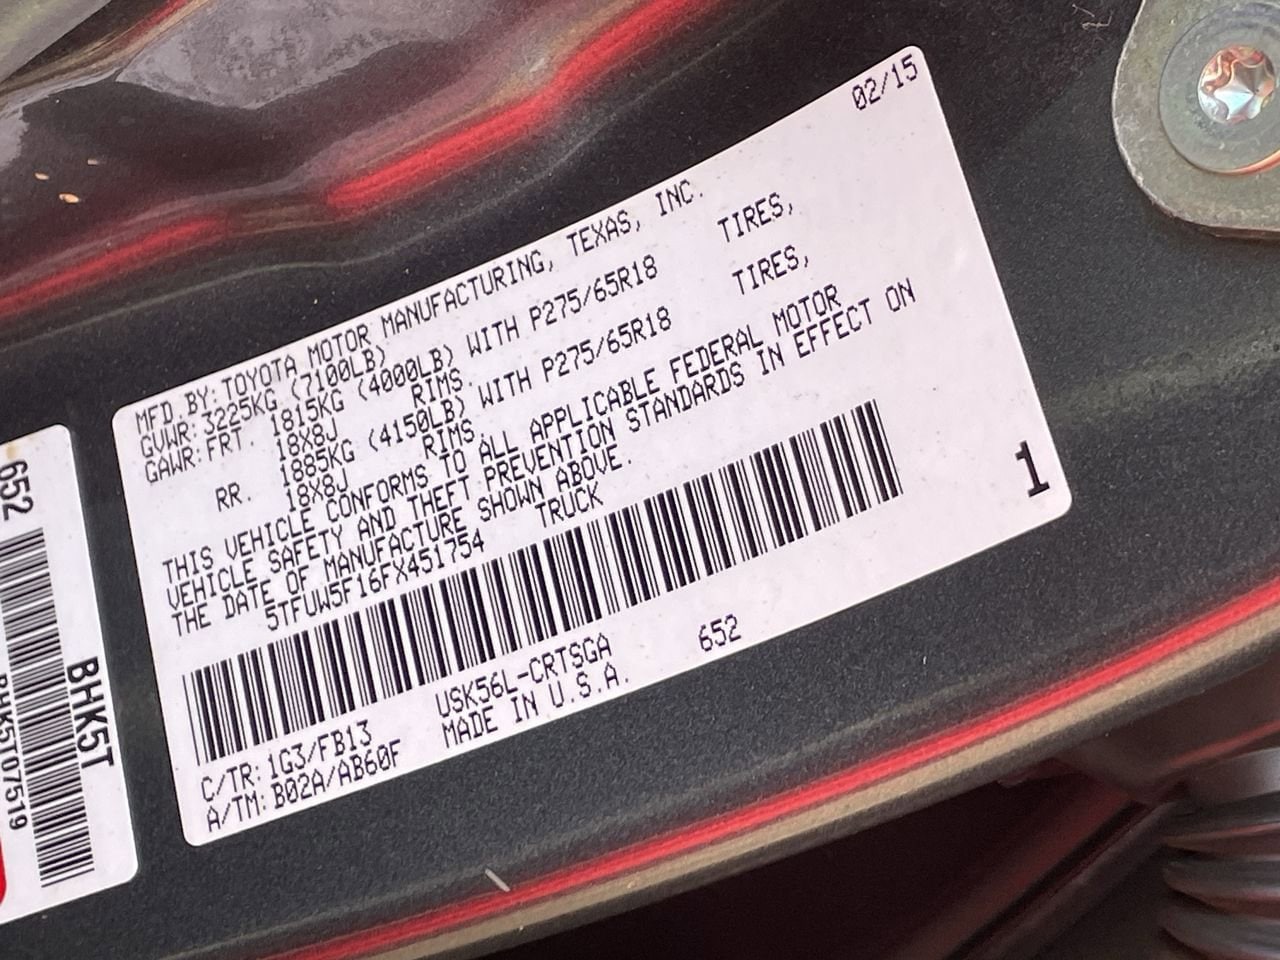 02/15
MFD. BY: TOYOTA MOTOR MANUFACTURING, TEXAS, INC.
GVWR: 3225KG (7100LB)
GAWR: FRT. 1815KG (4000LB) WITH P275/65R18 TIRES,
18X8J RIMS.
RR. 1885KG (4150LB) WITH P275/65R18 TIRES,
18X8J RIMS.
THIS VEHICLE CONFORMS TO ALL APPLICABLE FEDERAL MOTOR
VEHICLE SAFETY AND THEFT PREVENTION STANDARDS IN EFFECT ON
THE DATE OF MANUFACTURE SHOWN ABOVE.
5TFUW5F16FX451754 TRUCK
1
C/TR: 1G3/FB13 USK56L-CRTSGA 652
A/TM: B02A/AB60F MADE IN U.S.A.
652
BHK5T
BHK5T07519